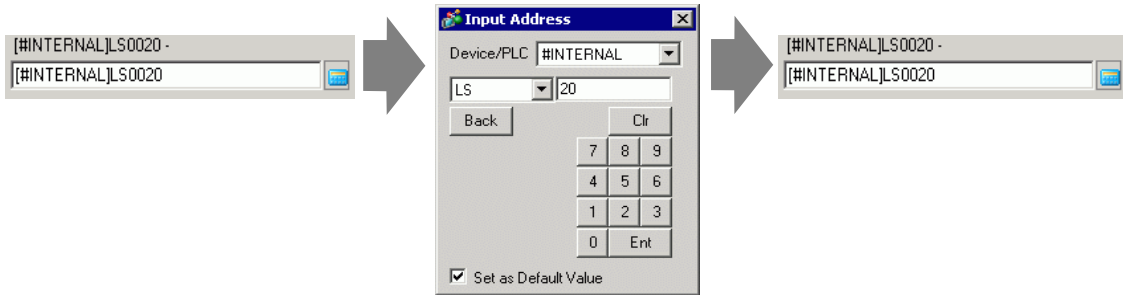 [#INTERNAL]LS0020 -
[#INTERNAL]LS0020
Input Address
Device/PLC #INTERNAL
LS 20
Back Clr
7 8 9
4 5 6
1 2 3
0 Ent
Set as Default Value
[#INTERNAL]LS0020 -
[#INTERNAL]LS0020